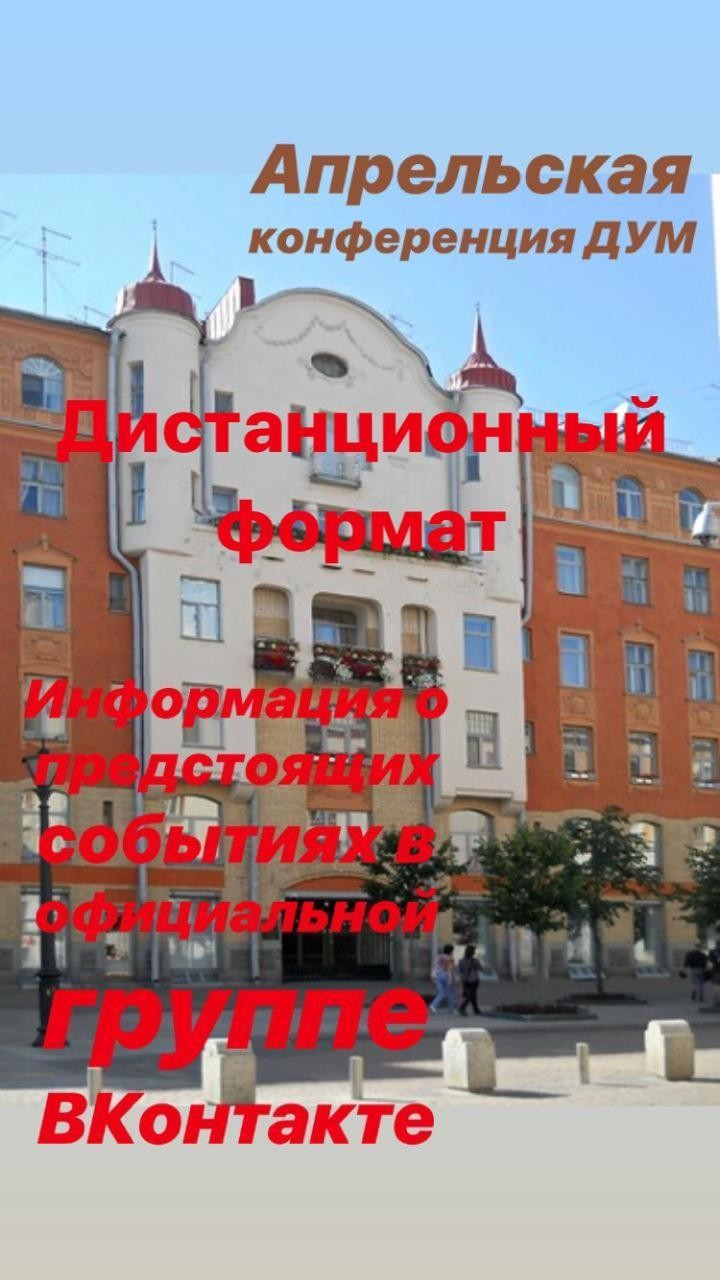 Апрельская
конференция ДУМ
Дистанционный
формат
Информация о
предстоящих
событиях в
официальной
группе
ВКонтакте